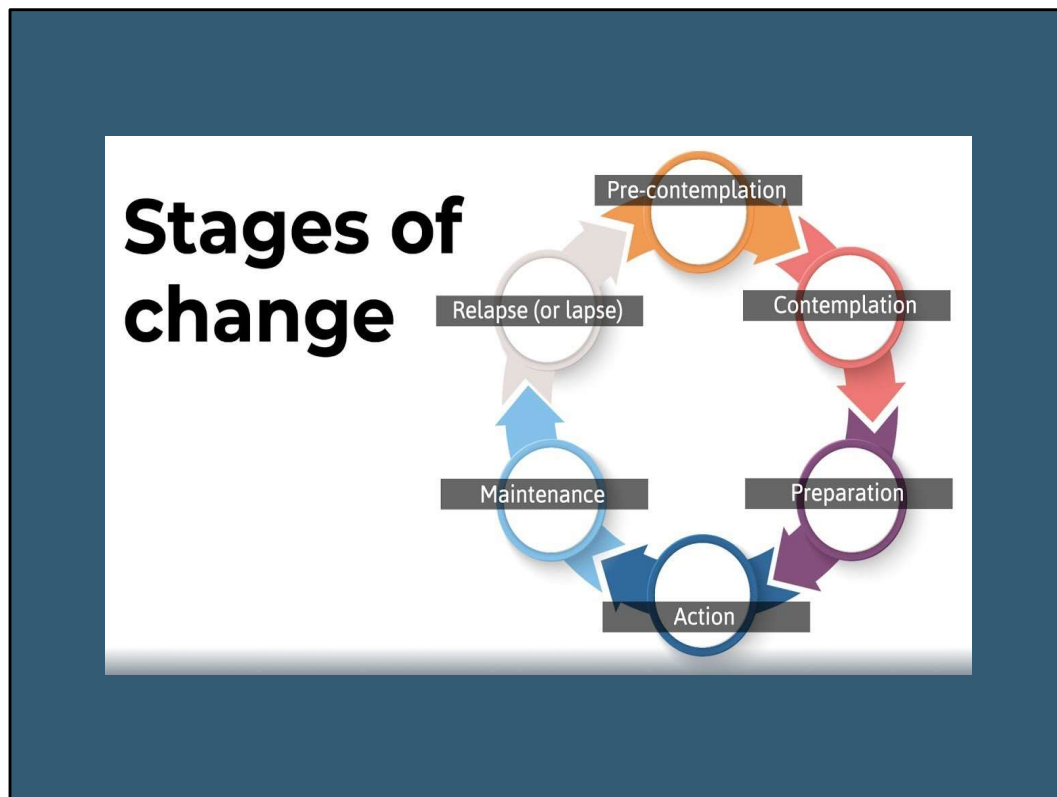 Stages of
change
Pre-contemplation
Contemplation
Preparation
Action
Maintenance
Relapse (or lapse)